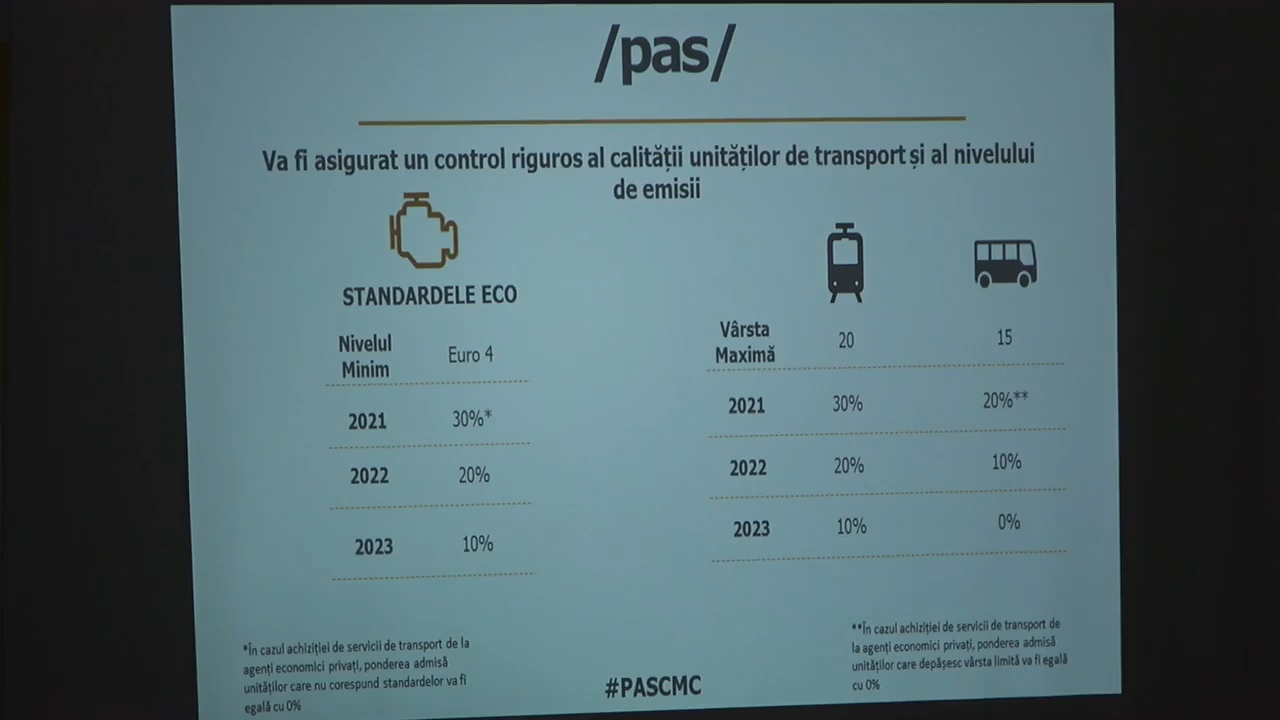 /pas/
Va fi asigurat un control riguros al calității unităților de transport și al nivelului
de emisii
STANDARDELE ECO
Nivelul
Minim
Euro 4
2021 30%*
2022 20%
2023 10%
Vârsta
Maximă
20 15
2021 30% 20%**
2022 20% 10%
2023 10% 0%
*În cazul achiziției de servicii de transport de la
agenți economici privați, ponderea admisă
unităților care nu corespund standardelor va fi
egală cu 0%
#PASCMC
**În cazul achiziției de servicii de transport de
la agenți economici privați, ponderea admisă
unităților care depășesc vârsta limită va fi egală
cu 0%